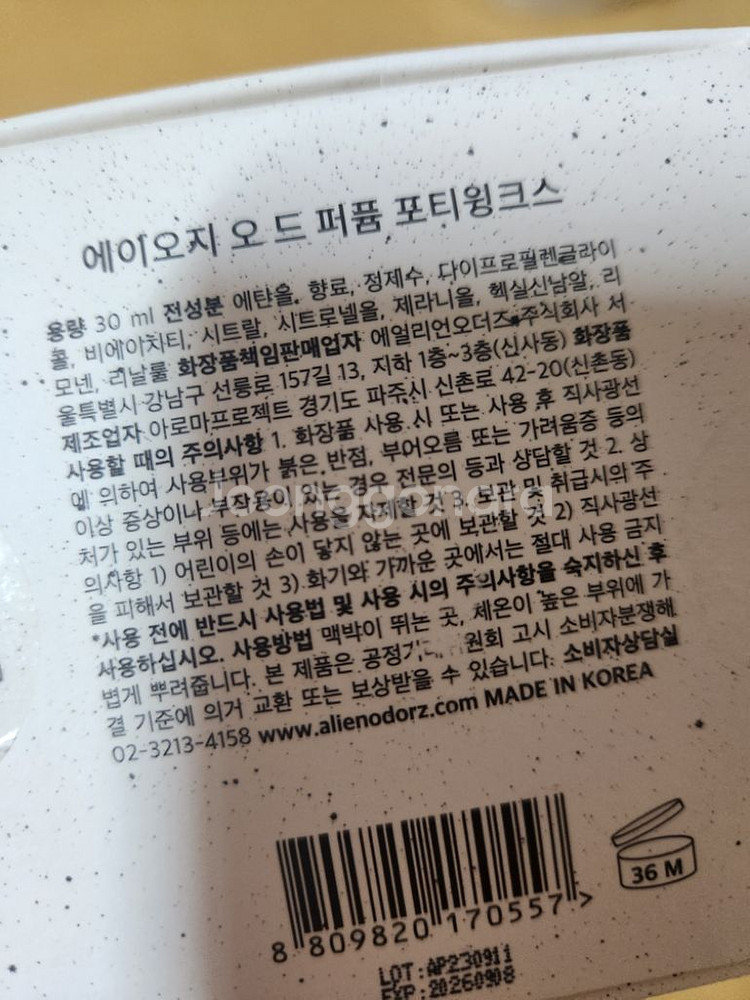 에이오지 오 드 퍼퓸 포티윙크스
용량 30 ml 전성분 에탄올, 향료, 정제수, 다이프로필렌글라이
콜, 비에이치티, 시트랄, 시트로넬올, 제라니올, 헥실신남알, 리
모넨, 리날룰 화장품책임판매업자 에일리언오더즈 주식회사 서
울특별시 강남구 선릉로 157길 13, 지하 1층~3층(신사동) 화장품
제조업자 아로마프로젝트 경기도 파주시 신촌로 42-20(신촌동)
사용할 때의 주의사항 1. 화장품 사용 시 또는 사용 후 직사광선
에 위하여 사용부위가 붉은 반점, 부어오름 또는 가려움증 등의
이상 증상이나 부작용이 있는 경우 전문의 등과 상담할 것 2. 상
처가 있는 부위 등에는 사용을 자제할 것 3. 보관 및 취급시의 주
의사항 1) 어린이의 손이 닿지 않는 곳에 보관할 것 2) 직사광선
을 피해서 보관할 것 3) 화기와 가까운 곳에서는 절대 사용 금지
*사용 전에 반드시 사용법 및 사용 시의 주의사항을 숙지하신 후
사용하십시오. 사용방법 맥박이 뛰는 곳, 체온이 높은 부위에 가
볍게 뿌려줍니다. 본 제품은 원회 고시 소비자분쟁해
결 기준에 의거 교환 또는 보상받을 수 있습니다. 소비자상담실
02-3213-4158 www.alienodorz.com MADE IN KOREA
36 M
8 809820 170557 >
LOT:AP230911
EXP:20260908
Joonggonara